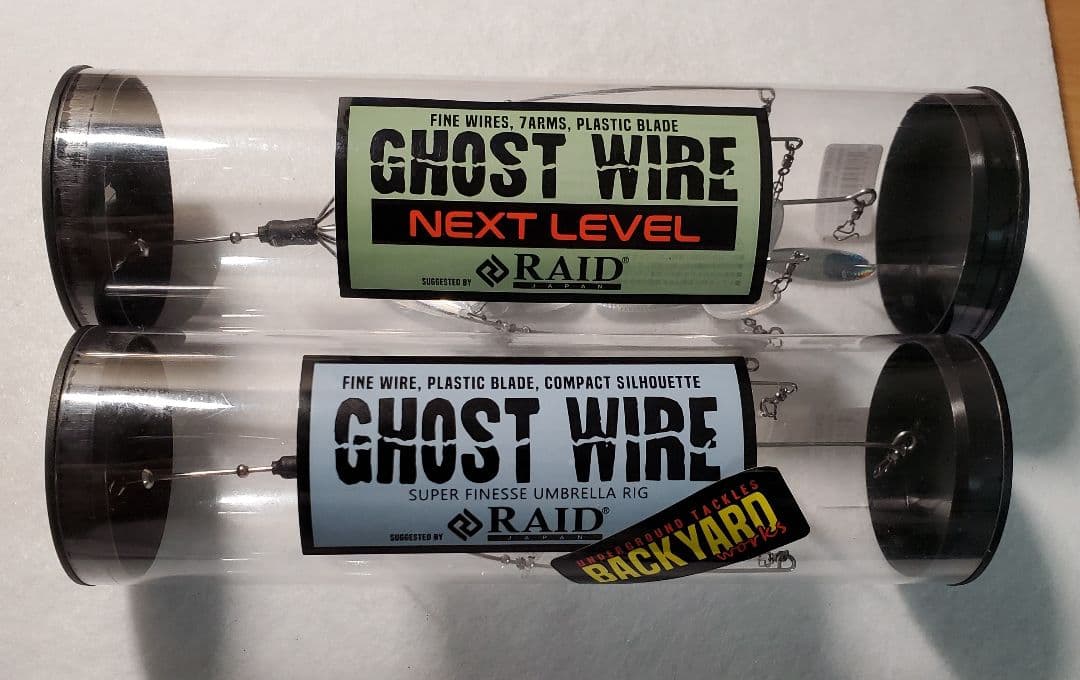 FINE WIRES, 7ARMS, PLASTIC BLADE
GHOST WIRE
NEXT LEVEL
SUGGESTED BY RAID®
JAPAN
FINE WIRE, PLASTIC BLADE, COMPACT SILHOUETTE
GHOST WIRE
SUPER FINESSE UMBRELLA RIG
SUGGESTED BY RAID®
JAPAN
UNDERGROUND TACKLES
BACKYARD
works